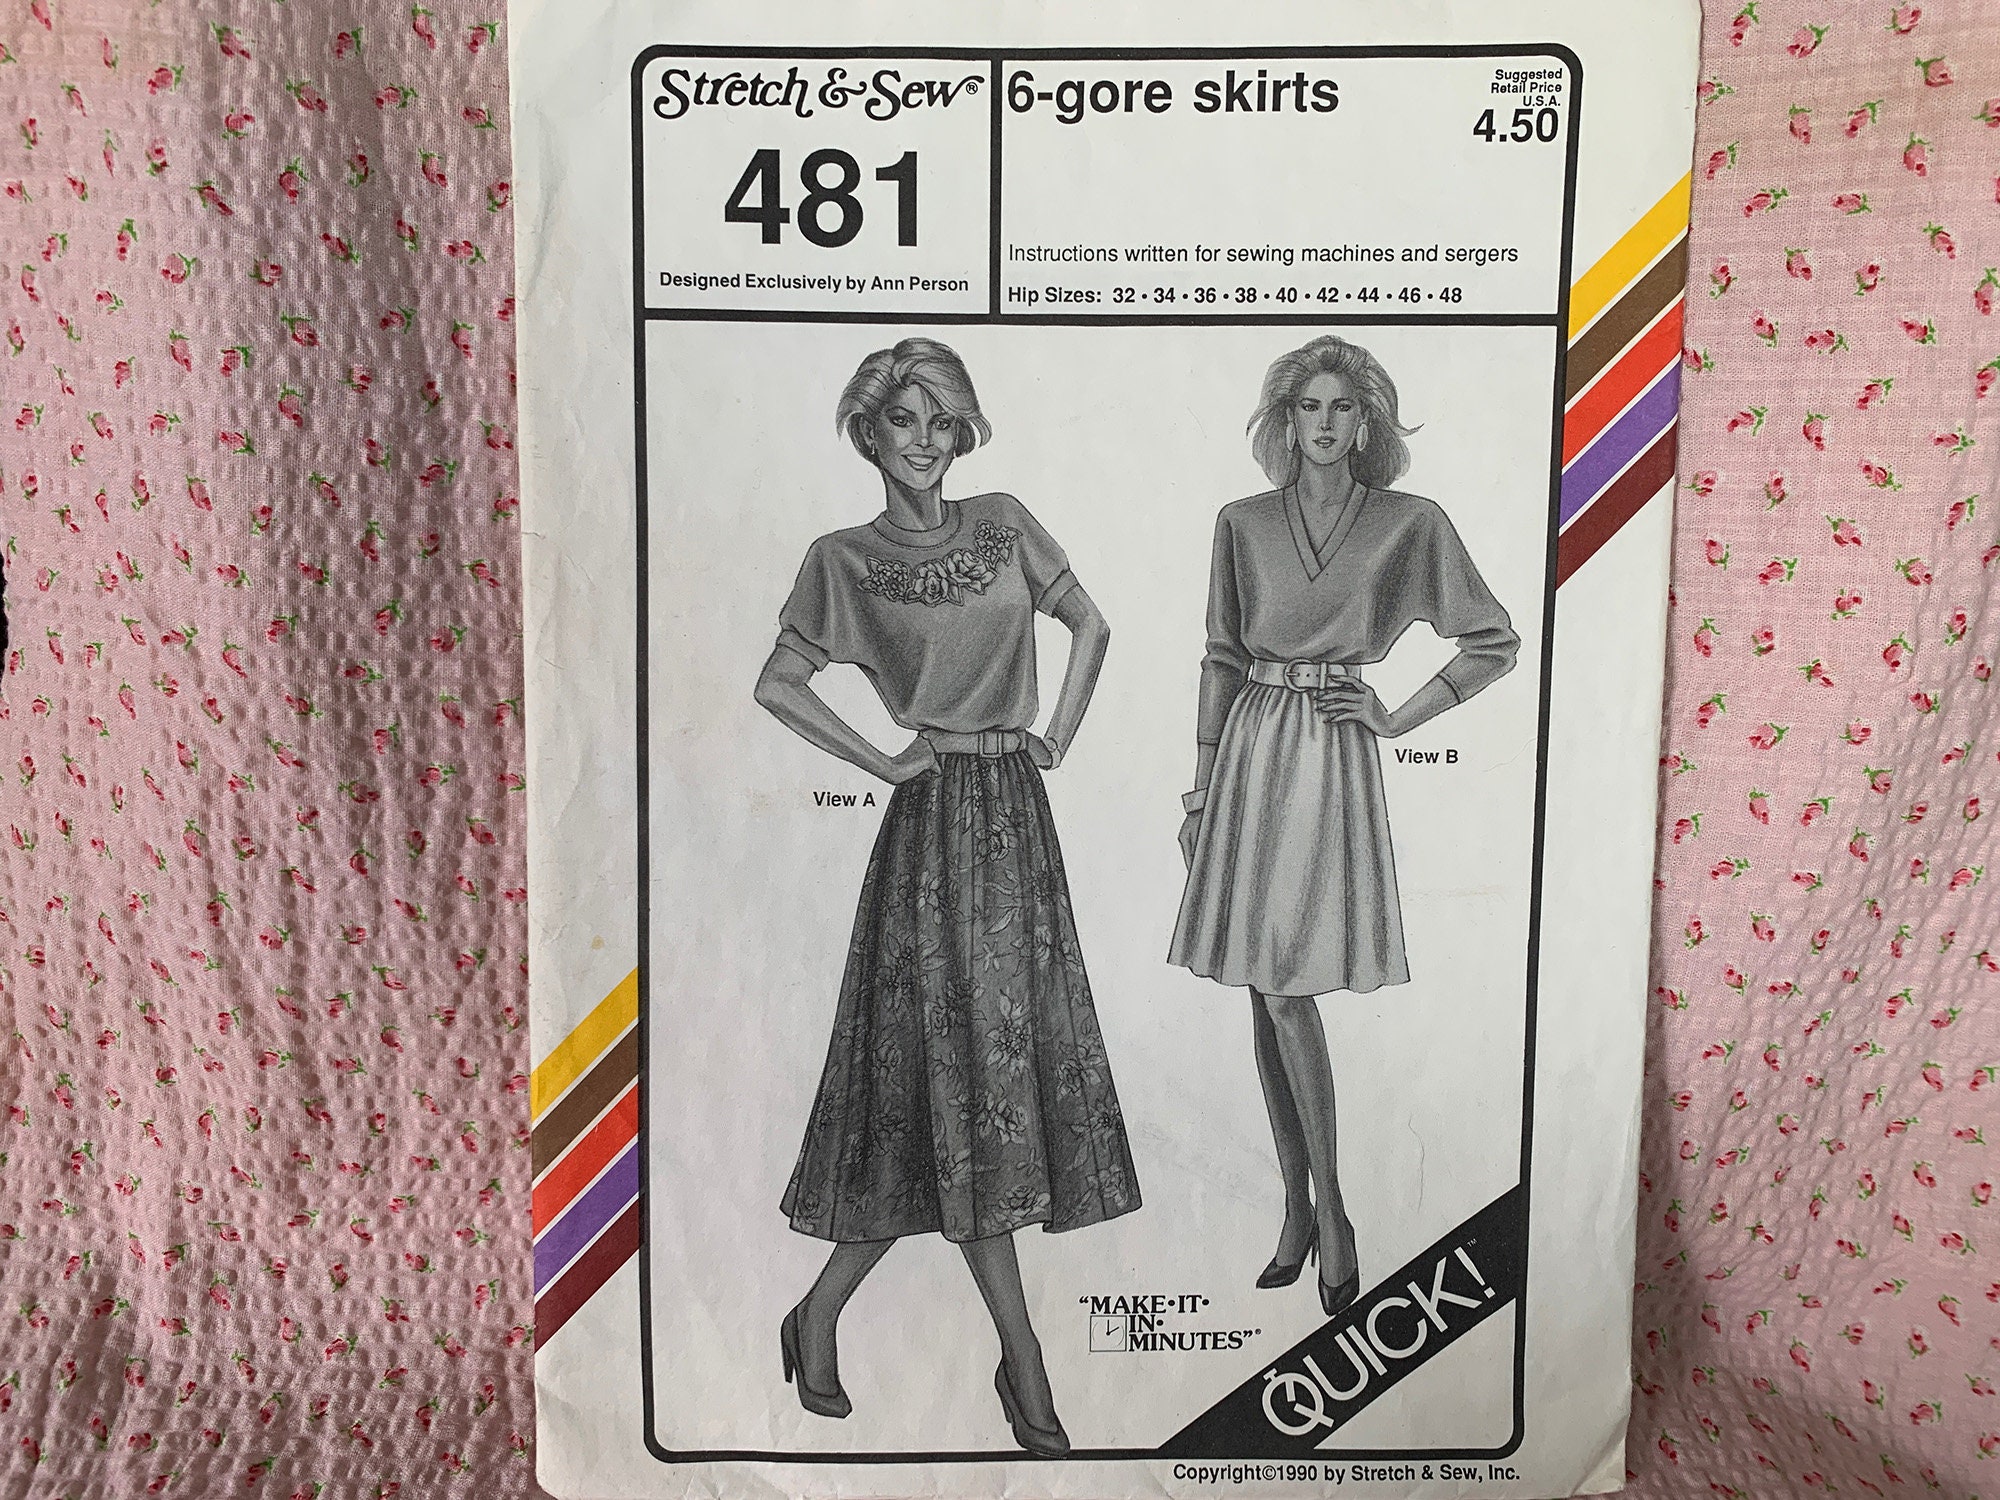 Stretch & Sew®
481
Designed Exclusively by Ann Person
6-gore skirts
Suggested
Retail Price
U.S.A.
4.50
Instructions written for sewing machines and sergers
Hip Sizes: 32 • 34 • 36 • 38 • 40 • 42 • 44 • 46 • 48
View A
View B
“MAKE•IT•
IN•
MINUTES”®
QUICK!™
Copyright©1990 by Stretch & Sew, Inc.